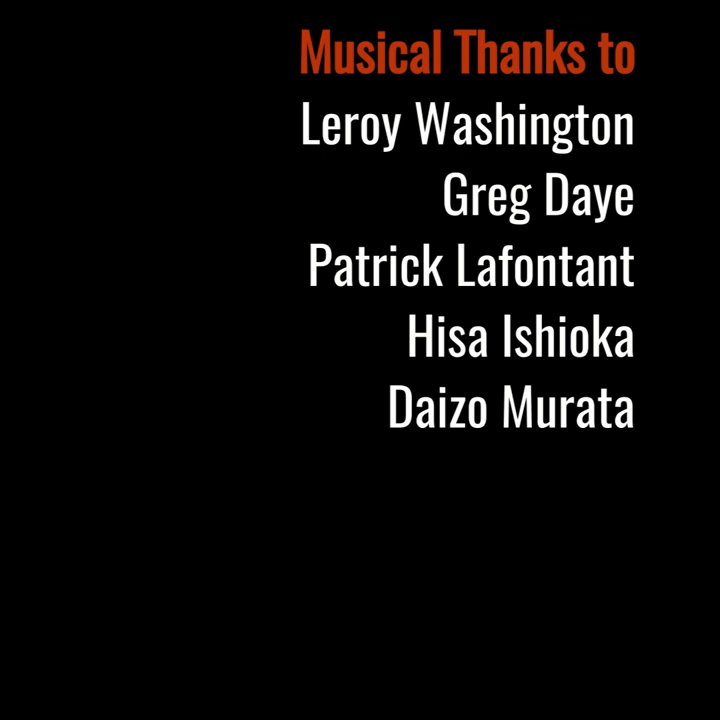 Musical Thanks to
Leroy Washington
Greg Daye
Patrick Lafontant
Hisa Ishioka
Daizo Murata